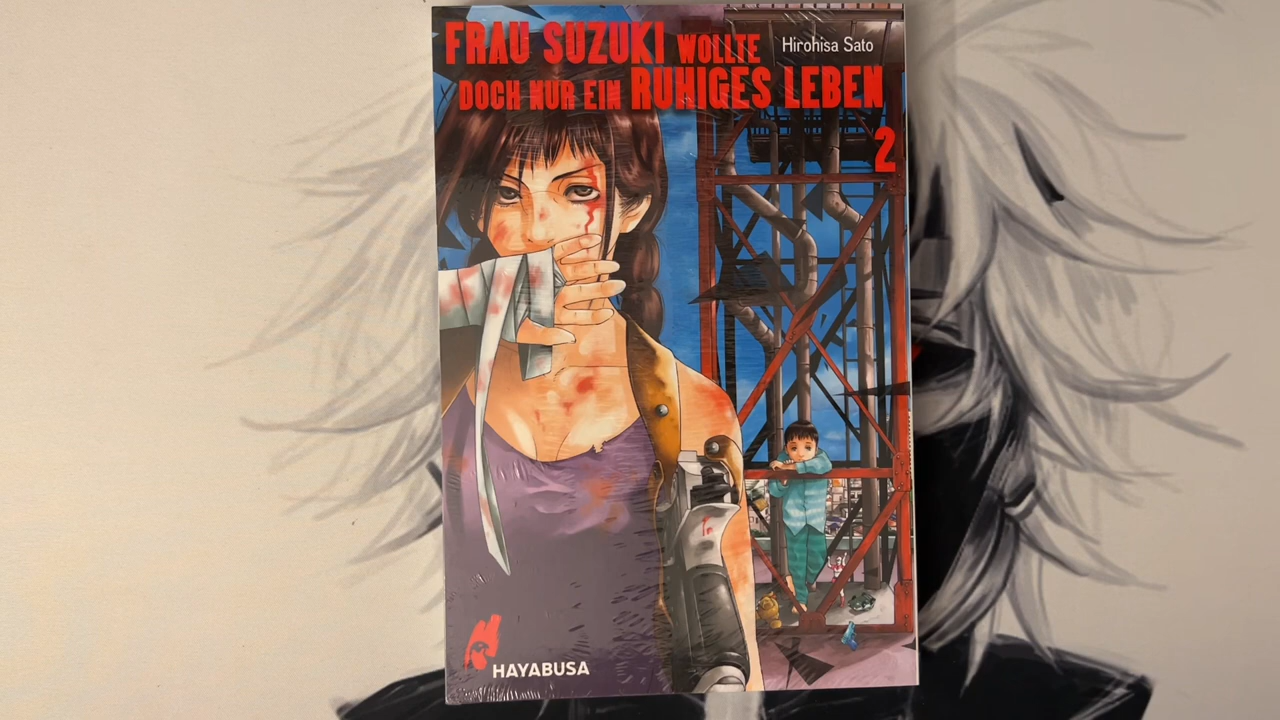 FRAU SUZUKI WOLLTE
Hirohisa Sato
DOCH NUR EIN RUHIGES LEBEN
2
HAYABUSA